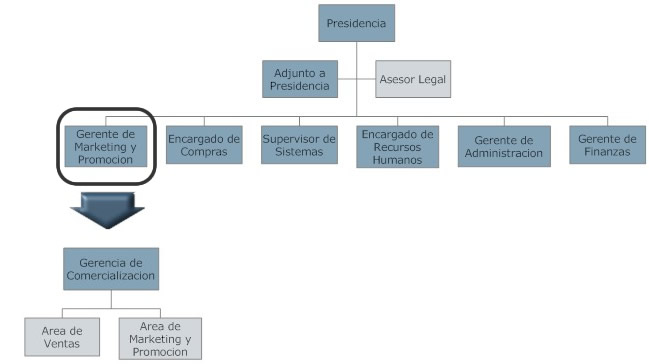 Presidencia
Adjunto a
Presidencia
Asesor Legal
Gerente de
Marketing y
Promocion
Encargado de
Compras
Supervisor de
Sistemas
Encargado de
Recursos
Humanos
Gerente de
Administracion
Gerente de
Finanzas
Gerencia de
Comercializacion
Area de
Ventas
Area de
Marketing y
Promocion